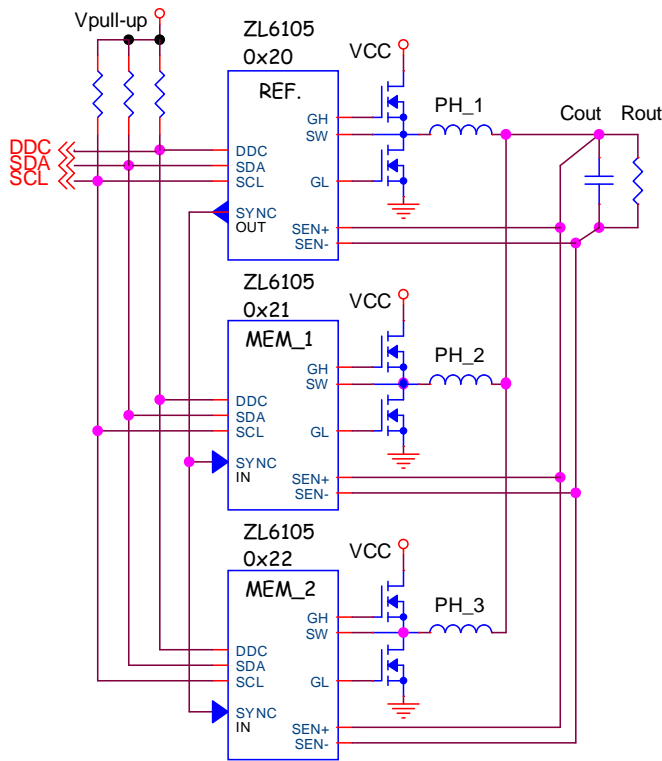 Vpull-up
ZL6105
0x20
REF.
VCC
GH
PH_1
SW
Cout
Rout
DDC
DDC
SDA
SDA
SCL
SCL
GL
SYNC
OUT
SEN+
SEN-
ZL6105
0x21
MEM_1
VCC
GH
PH_2
SW
DDC
SDA
SCL
GL
SYNC
IN
SEN+
SEN-
ZL6105
0x22
MEM_2
VCC
GH
PH_3
SW
DDC
SDA
SCL
GL
SYNC
IN
SEN+
SEN-